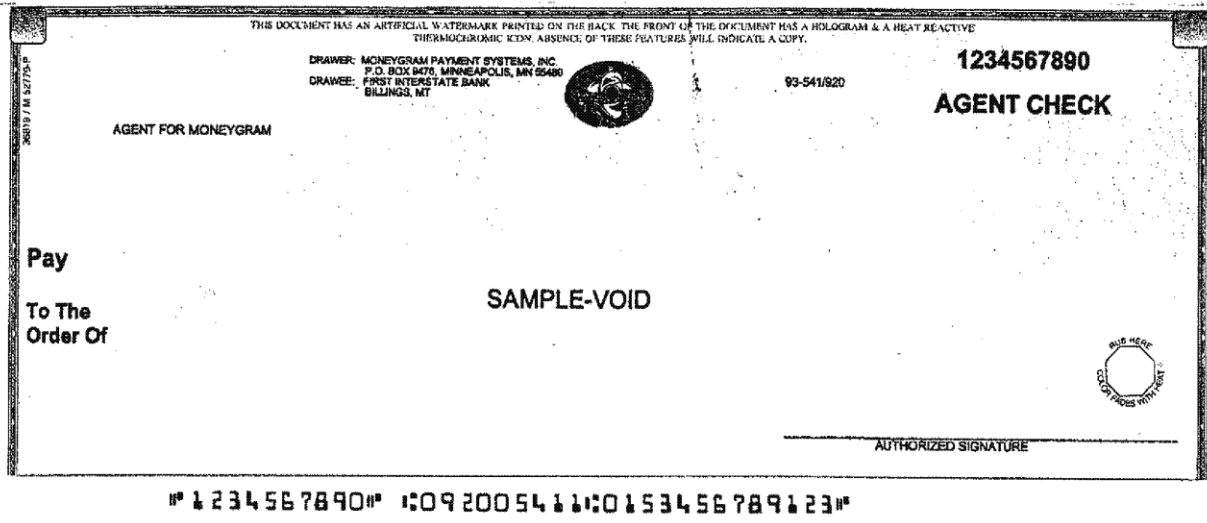 THIS DOCUMENT HAS AN ARTIFICIAL WATERMARK PRINTED ON THE BACK. THE FRONT OF THE DOCUMENT HAS A HOLOGRAM & A HEAT REACTIVE
THERMOCHROMIC ICON. ABSENCE OF THESE FEATURES WILL INDICATE A COPY.
36819 / M 52775-P
DRAWER: MONEYGRAM PAYMENT SYSTEMS, INC.
P.O. BOX 9476, MINNEAPOLIS, MN 55480
DRAWEE: FIRST INTERSTATE BANK
BILLINGS, MT
93-541/920
1234567890
AGENT CHECK
AGENT FOR MONEYGRAM
Pay
SAMPLE-VOID
To The
Order Of
RUB HERE
COLOR FADES WITH HEAT
AUTHORIZED SIGNATURE
⑈1234567890⑈ ⑆092005411⑆0153456789123⑈